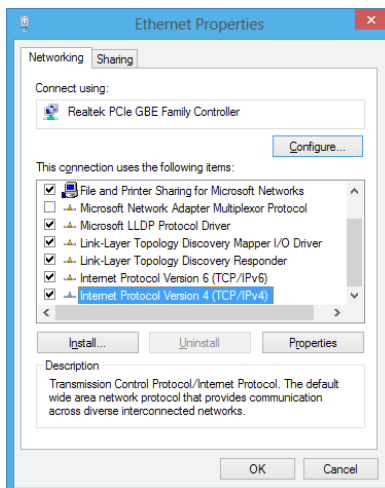 Ethernet Properties
Networking
Sharing
Connect using:
Realtek PCIe GBE Family Controller
Configure...
This connection uses the following items:
File and Printer Sharing for Microsoft Networks
Microsoft Network Adapter Multiplexor Protocol
Microsoft LLDP Protocol Driver
Link-Layer Topology Discovery Mapper I/O Driver
Link-Layer Topology Discovery Responder
Internet Protocol Version 6 (TCP/IPv6)
Internet Protocol Version 4 (TCP/IPv4)
Install...
Uninstall
Properties
Description
Transmission Control Protocol/Internet Protocol. The default
wide area network protocol that provides communication
across diverse interconnected networks.
OK
Cancel